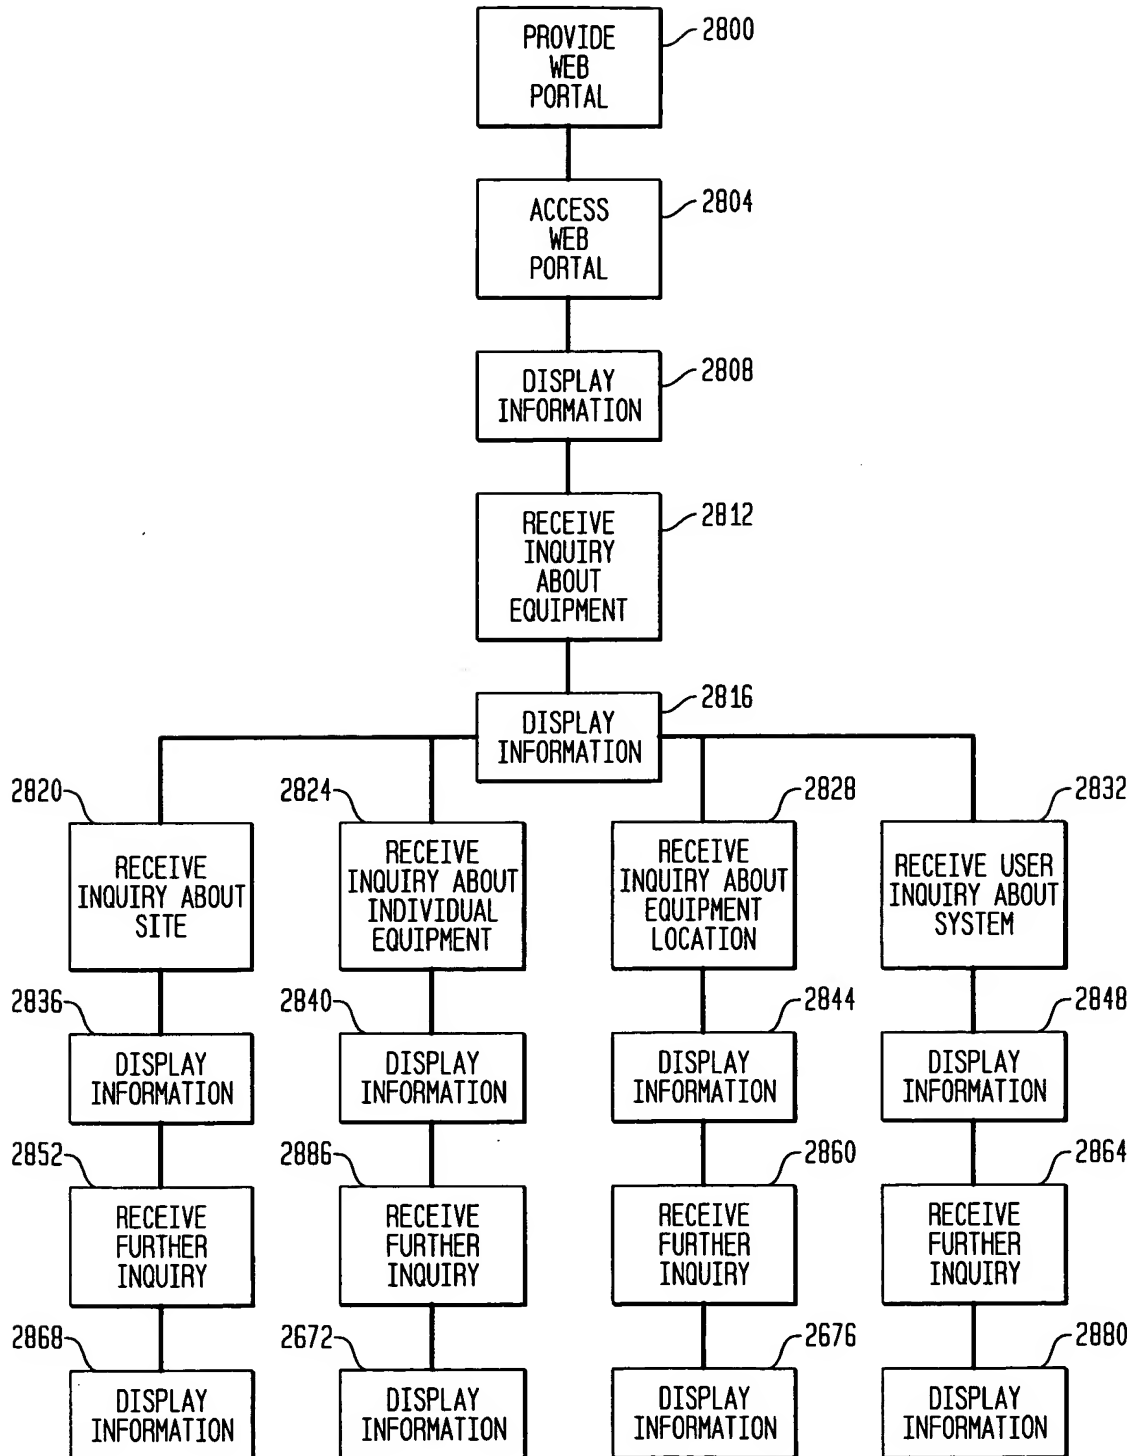 PROVIDE
WEB
PORTAL
2800
ACCESS
WEB
PORTAL
2804
DISPLAY
INFORMATION
2808
RECEIVE
INQUIRY
ABOUT
EQUIPMENT
2812
DISPLAY
INFORMATION
2816
2820
RECEIVE
INQUIRY ABOUT
SITE
2824
RECEIVE
INQUIRY ABOUT
INDIVIDUAL
EQUIPMENT
2828
RECEIVE
INQUIRY ABOUT
EQUIPMENT
LOCATION
2832
RECEIVE USER
INQUIRY ABOUT
SYSTEM
2836
DISPLAY
INFORMATION
2840
DISPLAY
INFORMATION
2844
DISPLAY
INFORMATION
2848
DISPLAY
INFORMATION
2852
RECEIVE
FURTHER
INQUIRY
2886
RECEIVE
FURTHER
INQUIRY
2860
RECEIVE
FURTHER
INQUIRY
2864
RECEIVE
FURTHER
INQUIRY
2868
DISPLAY
INFORMATION
2672
DISPLAY
INFORMATION
2676
DISPLAY
INFORMATION
2880
DISPLAY
INFORMATION